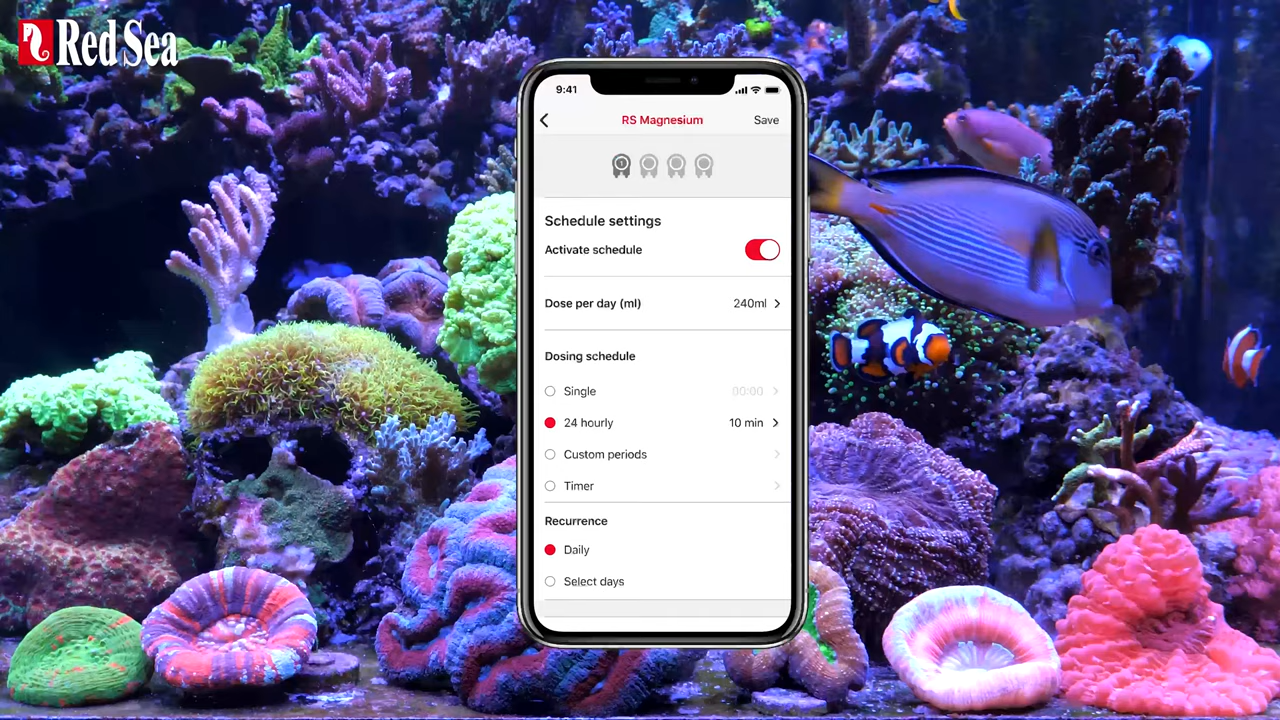 Red Sea
9:41
RS Magnesium Save
1
Schedule settings
Activate schedule
Dose per day (ml) 240ml
Dosing schedule
Single 00:00
24 hourly 10 min
Custom periods
Timer
Recurrence
Daily
Select days